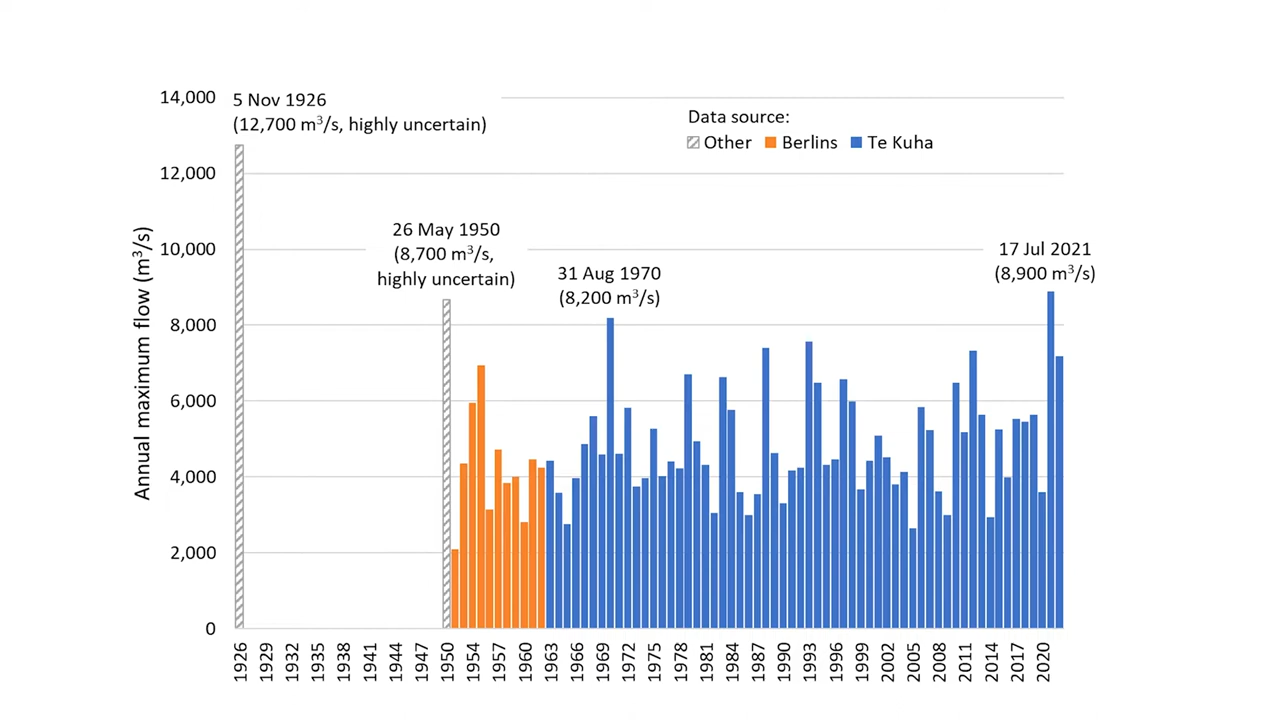 14,000
12,000
10,000
8,000
6,000
4,000
2,000
0
Annual maximum flow (m³/s)
5 Nov 1926
(12,700 m³/s, highly uncertain)
26 May 1950
(8,700 m³/s,
highly uncertain)
31 Aug 1970
(8,200 m³/s)
Data source:
Other Berlins Te Kuha
17 Jul 2021
(8,900 m³/s)
1926 1929 1932 1935 1938 1941 1944 1947 1950 1954 1957 1960 1963 1966 1969 1972 1975 1978 1981 1984 1987 1990 1993 1996 1999 2002 2005 2008 2011 2014 2017 2020